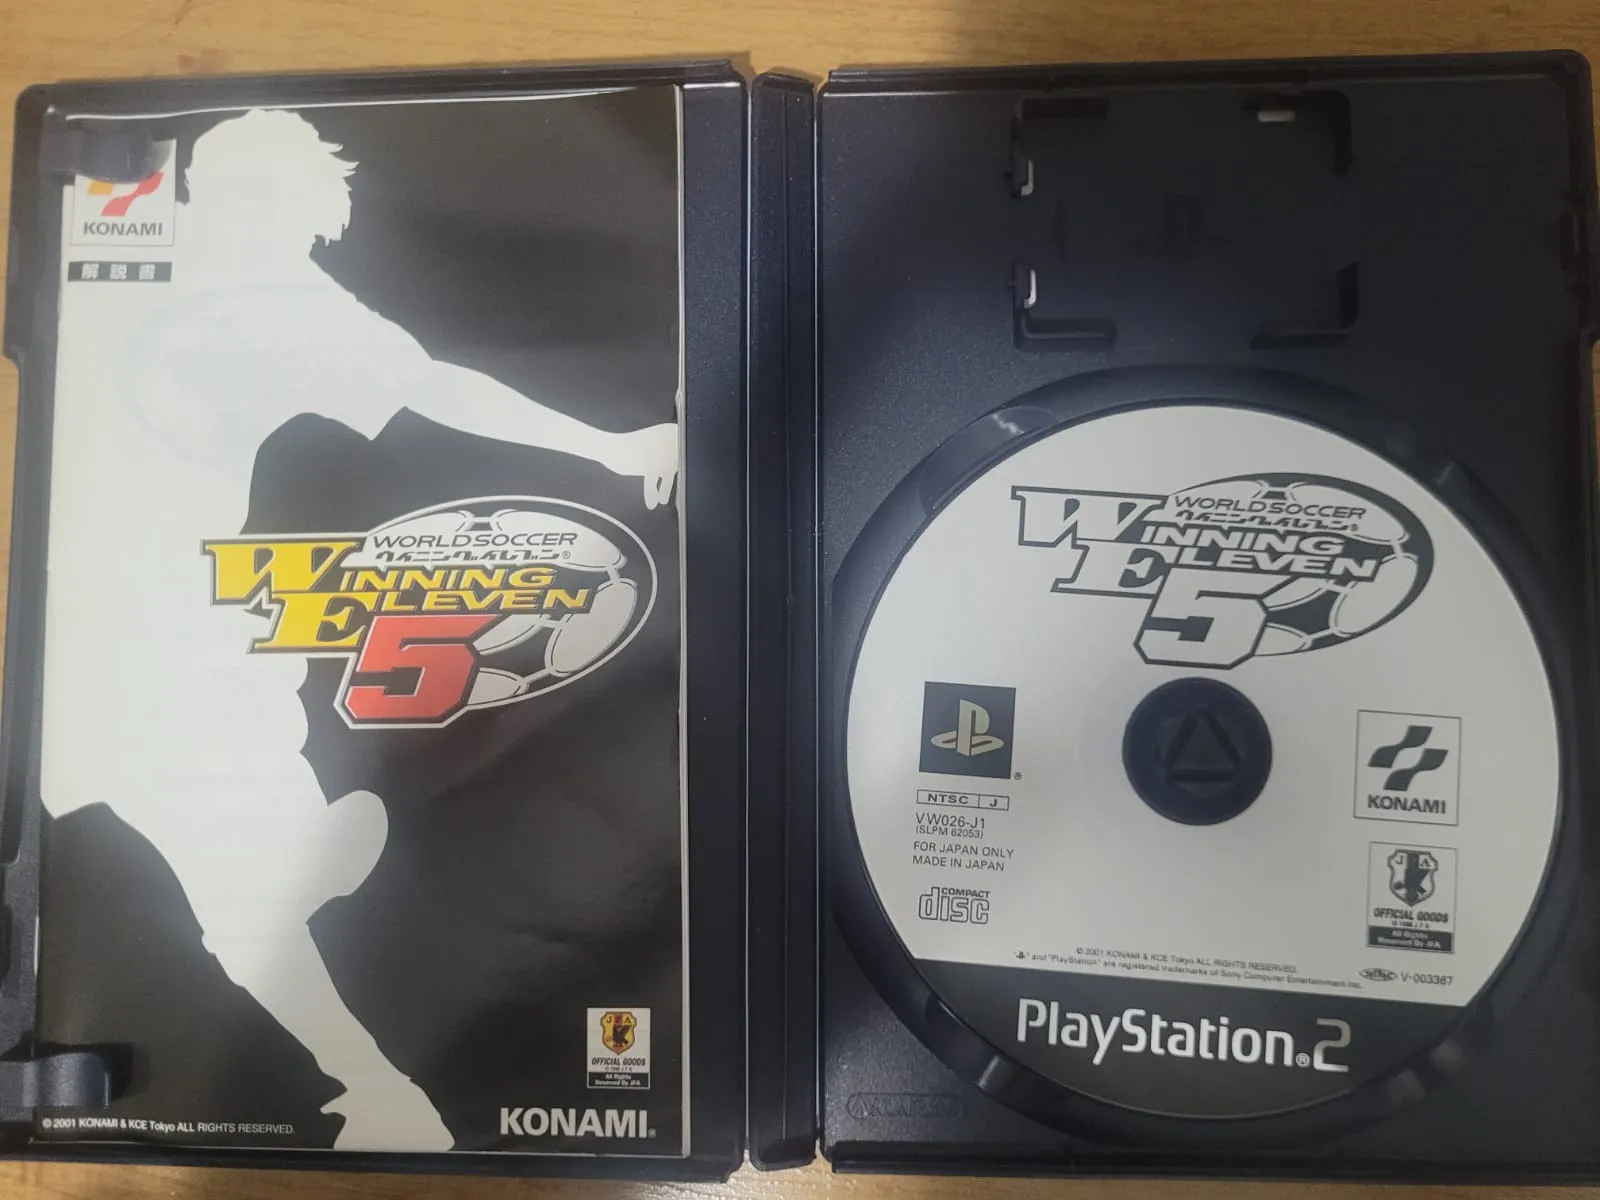 KONAMI
解説書
WORLD SOCCER
ウイニングイレブン®
WINNING
ELEVEN
5
JFA
OFFICIAL GOODS
All Rights
Reserved By JFA
© 2001 KONAMI & KCE Tokyo ALL RIGHTS RESERVED.
KONAMI®
WORLD SOCCER
ウイニングイレブン®
WINNING
ELEVEN
5
NTSC J
VW026-J1
(SLPM 62053)
FOR JAPAN ONLY
MADE IN JAPAN
COMPACT
disc
KONAMI
JFA
OFFICIAL GOODS
All Rights
Reserved By JFA
© 2001 KONAMI & KCE Tokyo ALL RIGHTS RESERVED.
and "PlayStation" are registered trademarks of Sony Computer Entertainment Inc.
V-003367
PlayStation®2